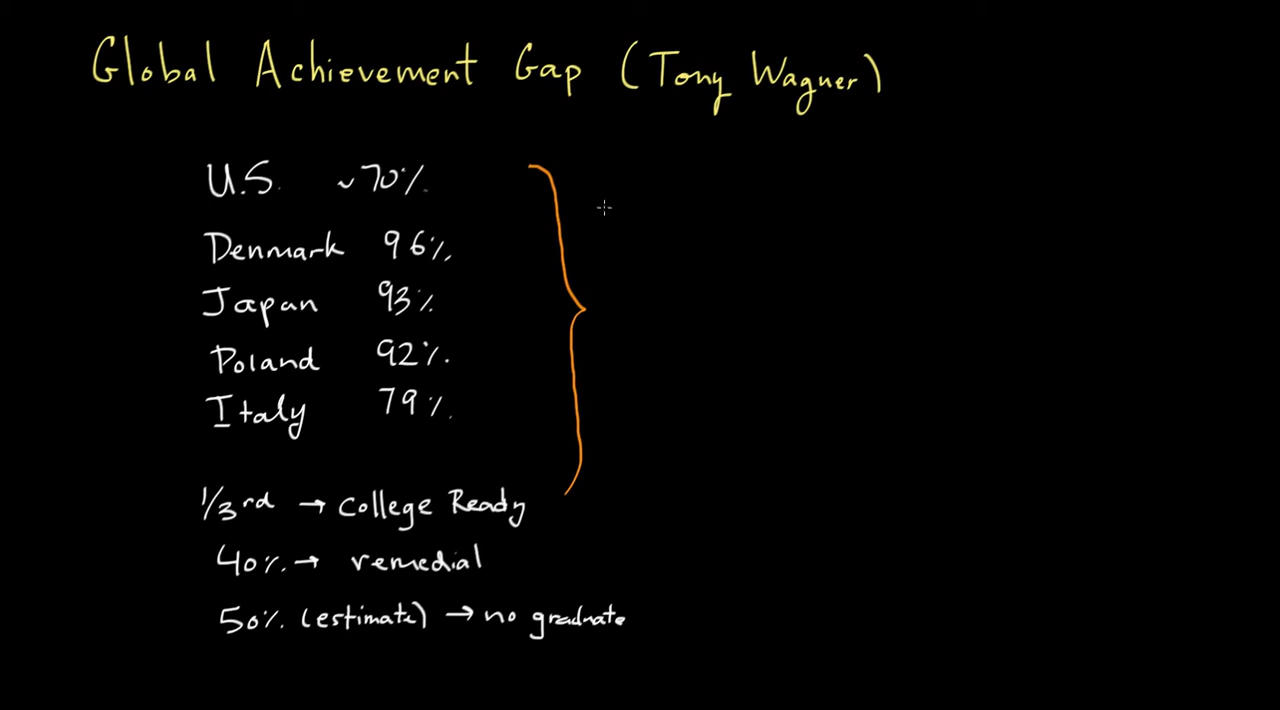 Global Achievement Gap (Tony Wagner)
U.S. ~70%
Denmark 96%
Japan 93%
Poland 92%
Italy 79%
1/3rd → College Ready
40% → remedial
50% (estimate) → no graduate